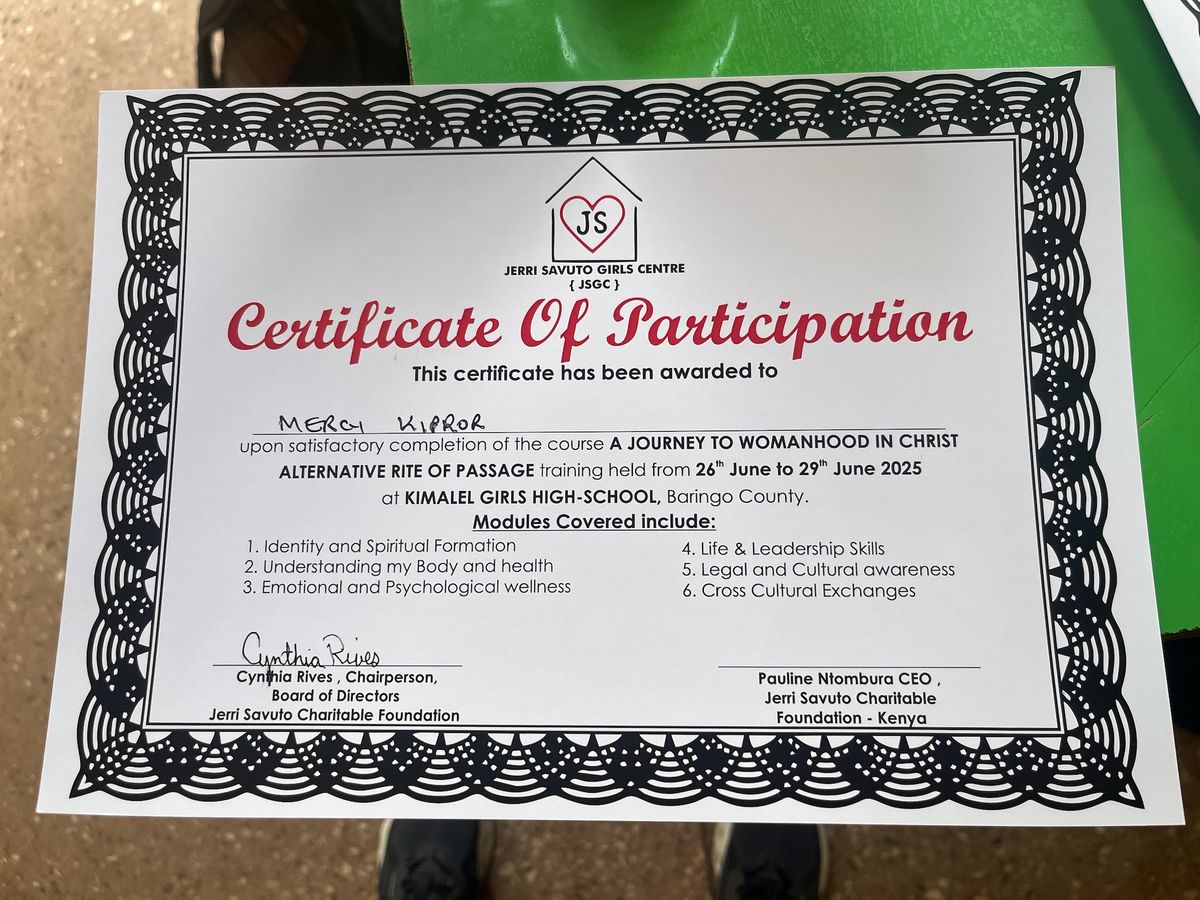 JS
JERRI SAVUTO GIRLS CENTRE
{ JSGC }
Certificate Of Participation
This certificate has been awarded to
MERCY KIPROR
upon satisfactory completion of the course A JOURNEY TO WOMANHOOD IN CHRIST
ALTERNATIVE RITE OF PASSAGE training held from 26th June to 29th June 2025
at KIMALEL GIRLS HIGH-SCHOOL, Baringo County.
Modules Covered include:
1. Identity and Spiritual Formation
2. Understanding my Body and health
3. Emotional and Psychological wellness
4. Life & Leadership Skills
5. Legal and Cultural awareness
6. Cross Cultural Exchanges
Cynthia Rives
Cynthia Rives , Chairperson,
Board of Directors
Jerri Savuto Charitable Foundation
Pauline Ntombura CEO ,
Jerri Savuto Charitable
Foundation - Kenya